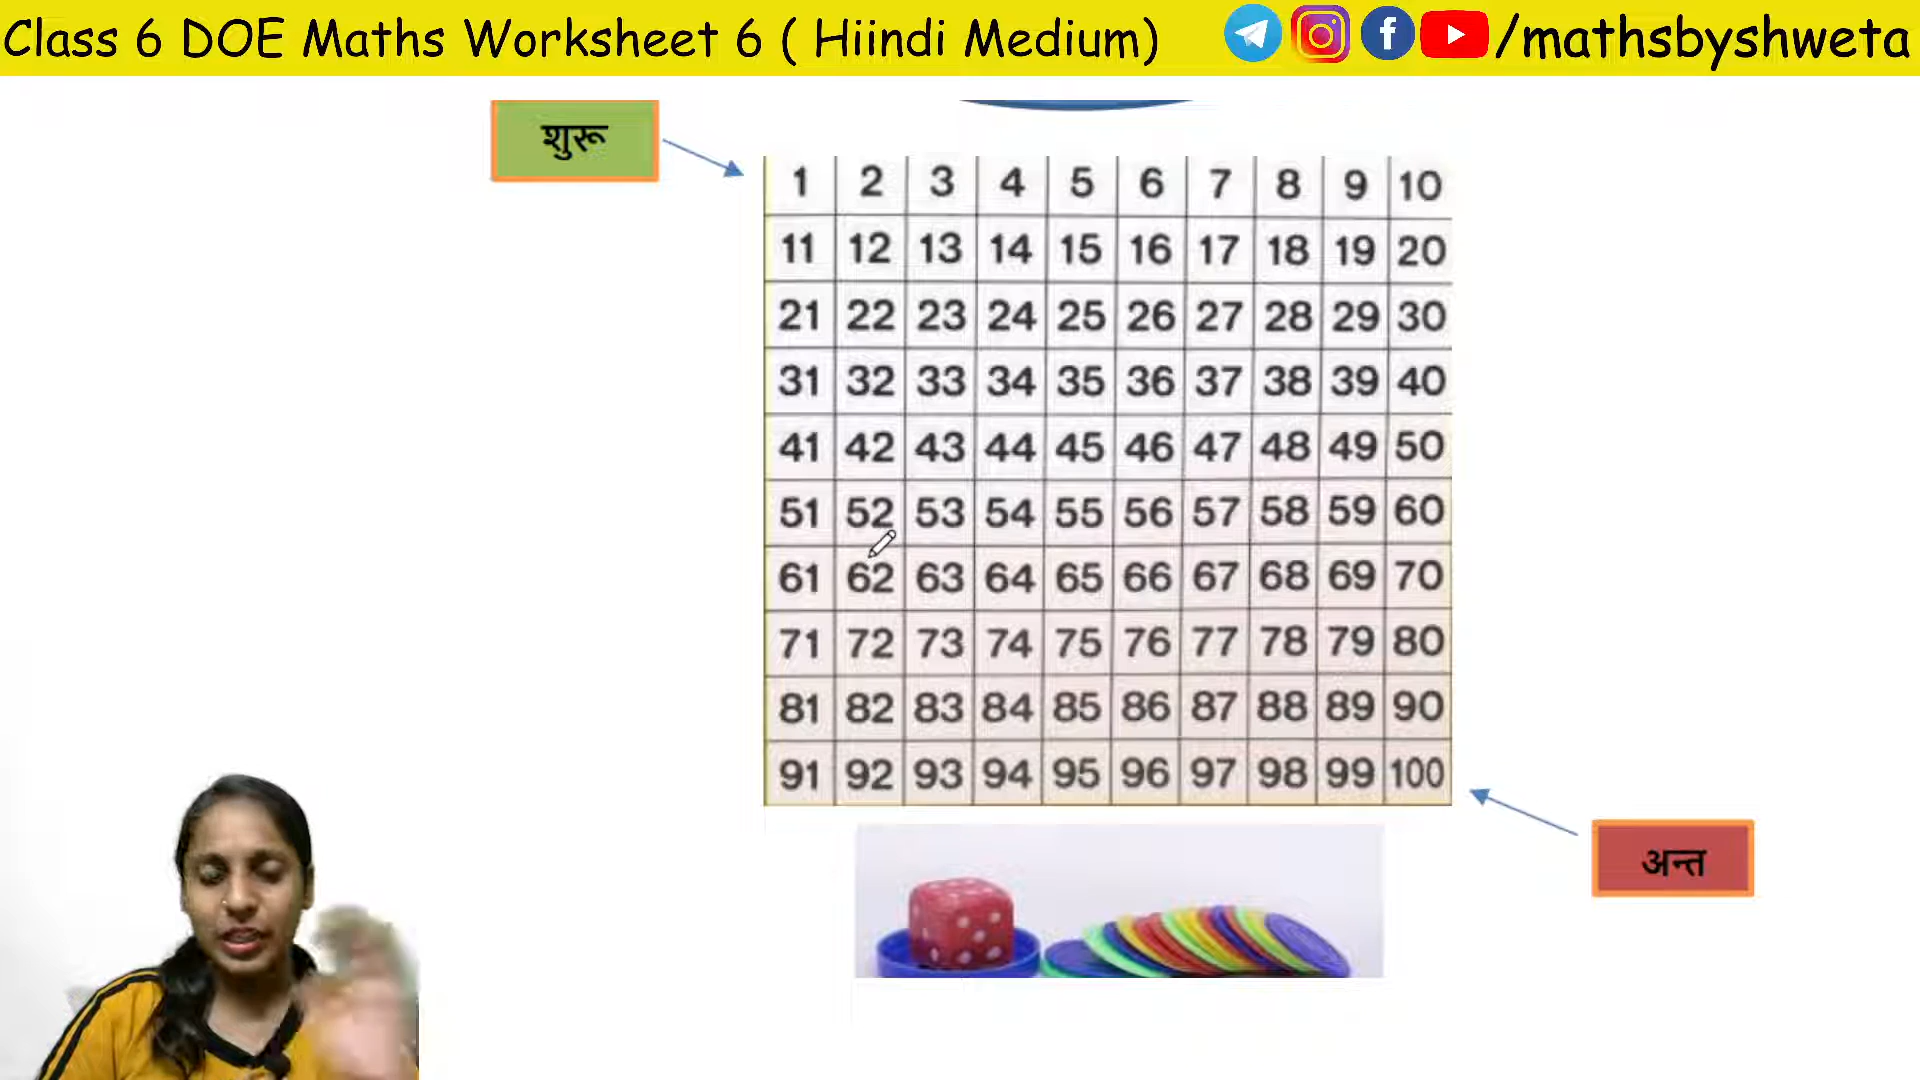 Class 6 DOE Maths Worksheet 6 ( Hiindi Medium) /mathsbyshweta
शुरू
1 2 3 4 5 6 7 8 9 10
11 12 13 14 15 16 17 18 19 20
21 22 23 24 25 26 27 28 29 30
31 32 33 34 35 36 37 38 39 40
41 42 43 44 45 46 47 48 49 50
51 52 53 54 55 56 57 58 59 60
61 62 63 64 65 66 67 68 69 70
71 72 73 74 75 76 77 78 79 80
81 82 83 84 85 86 87 88 89 90
91 92 93 94 95 96 97 98 99 100
अन्त